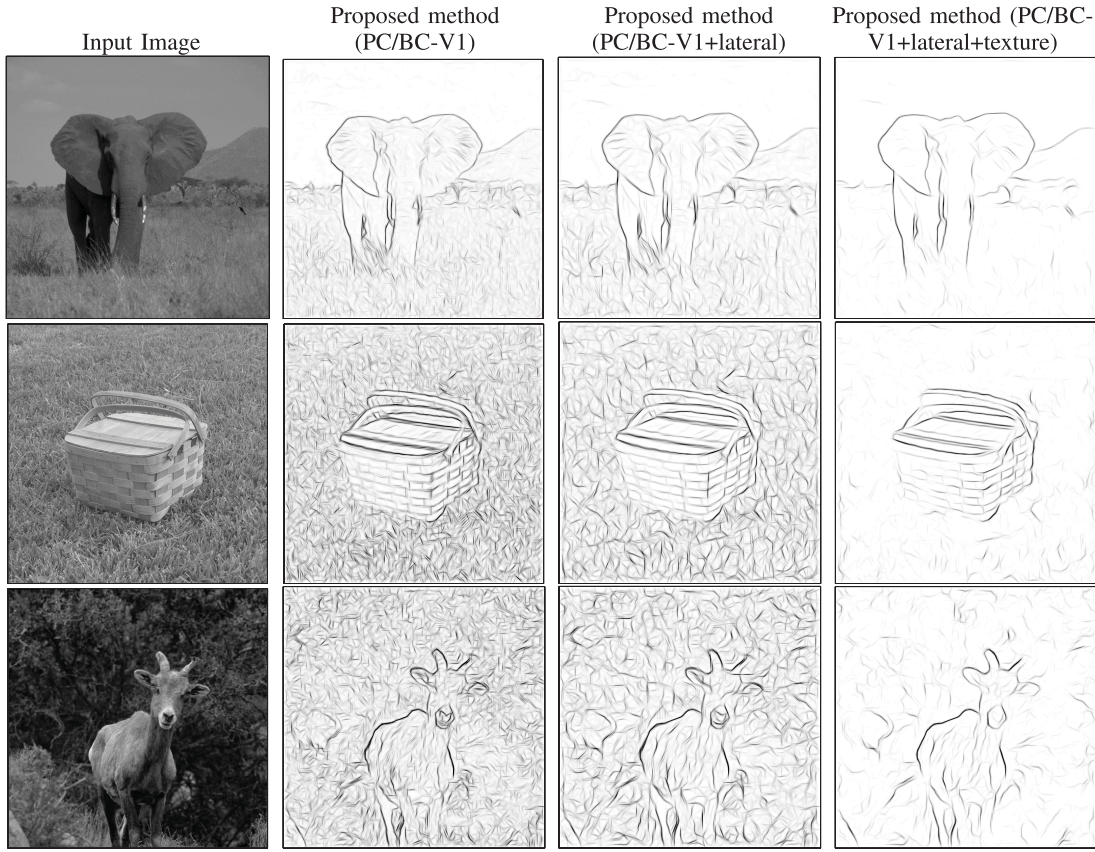 Input Image
Proposed method
(PC/BC-V1)
Proposed method
(PC/BC-V1+lateral)
Proposed method (PC/BC-
V1+lateral+texture)